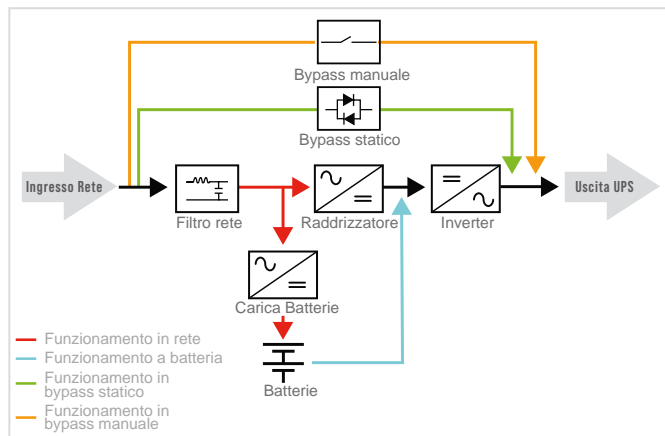 Bypass manuale
Bypass statico
Ingresso Rete
Uscita UPS
Filtro rete
Raddrizzatore
Inverter
Carica Batterie
Batterie
Funzionamento in rete
Funzionamento a batteria
Funzionamento in
bypass statico
Funzionamento in
bypass manuale